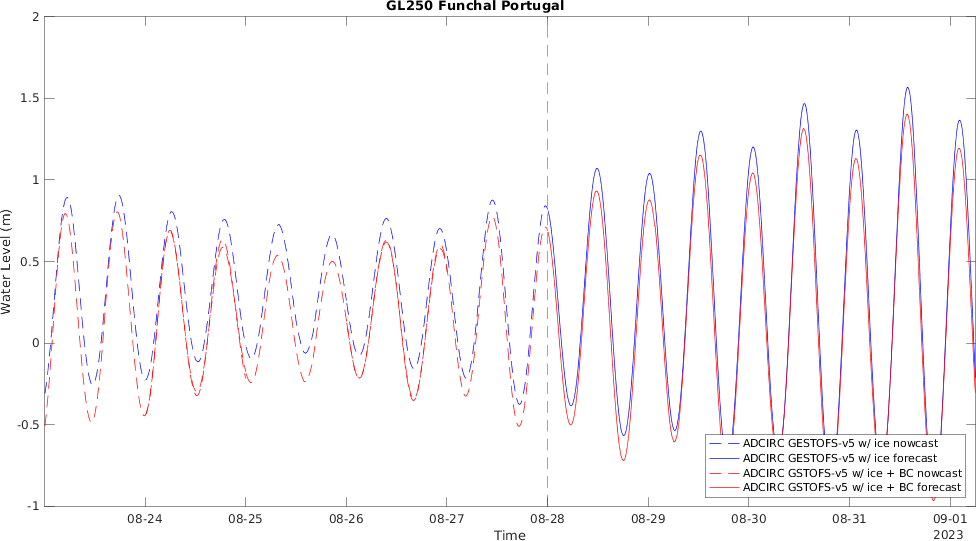 GL250 Funchal Portugal
2
1.5
1
0.5
0
-0.5
-1
Water Level (m)
08-24 08-25 08-26 08-27 08-28 08-29 08-30 08-31 09-01
2023
Time
ADCIRC GESTOFS-v5 w/ ice nowcast
ADCIRC GESTOFS-v5 w/ ice forecast
ADCIRC GSTOFS-v5 w/ ice + BC nowcast
ADCIRC GSTOFS-v5 w/ ice + BC forecast